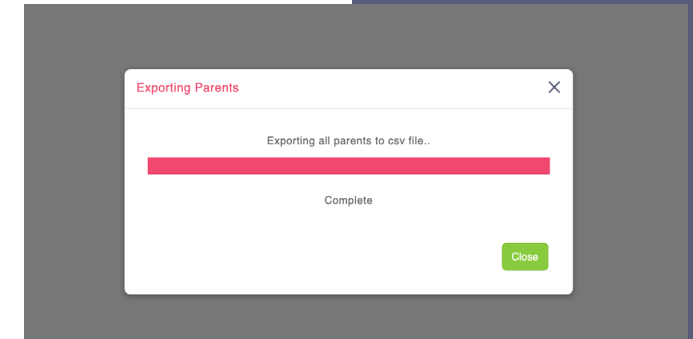 Exporting Parents
Exporting all parents to csv file..
Complete
Close